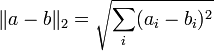 ‖a − b‖₂ = √∑ᵢ(aᵢ − bᵢ)²